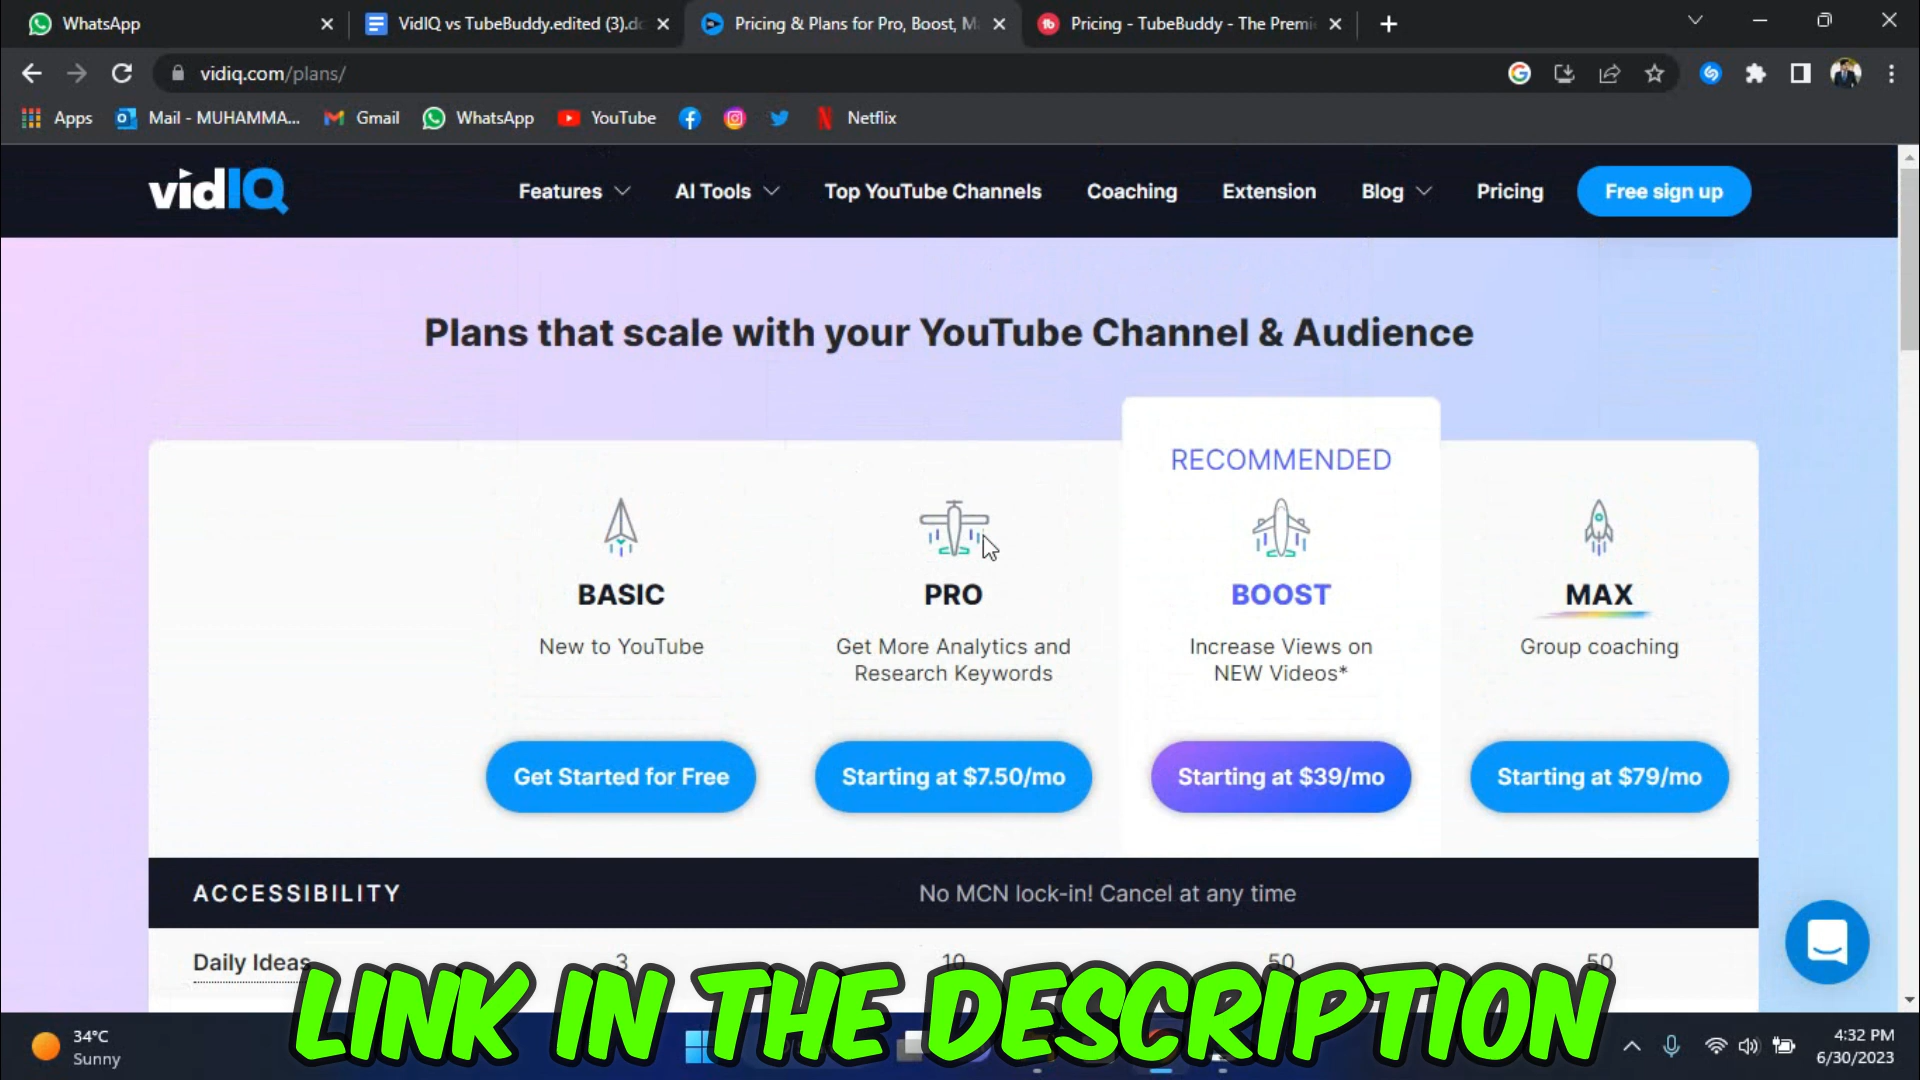 WhatsApp
VidIQ vs TubeBuddy.edited (3).dc
Pricing & Plans for Pro, Boost, M
Pricing - TubeBuddy - The Premi
vidiq.com/plans/
Apps
Mail - MUHAMMA...
Gmail
WhatsApp
YouTube
Netflix
vidIQ
Features
AI Tools
Top YouTube Channels
Coaching
Extension
Blog
Pricing
Free sign up
Plans that scale with your YouTube Channel & Audience
RECOMMENDED
BASIC
PRO
BOOST
MAX
New to YouTube
Get More Analytics and
Research Keywords
Increase Views on
NEW Videos*
Group coaching
Get Started for Free
Starting at $7.50/mo
Starting at $39/mo
Starting at $79/mo
ACCESSIBILITY
No MCN lock-in! Cancel at any time
Daily Ideas
3
10
50
50
LINK IN THE DESCRIPTION
34°C
Sunny
4:32 PM
6/30/2023